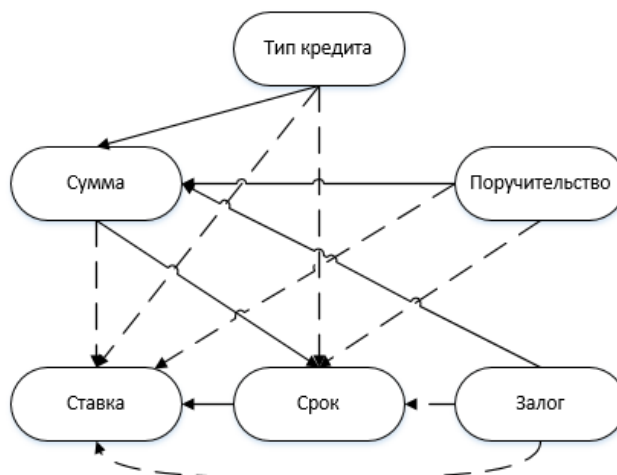 Тип кредита
Сумма
Поручительство
Ставка
Срок
Залог